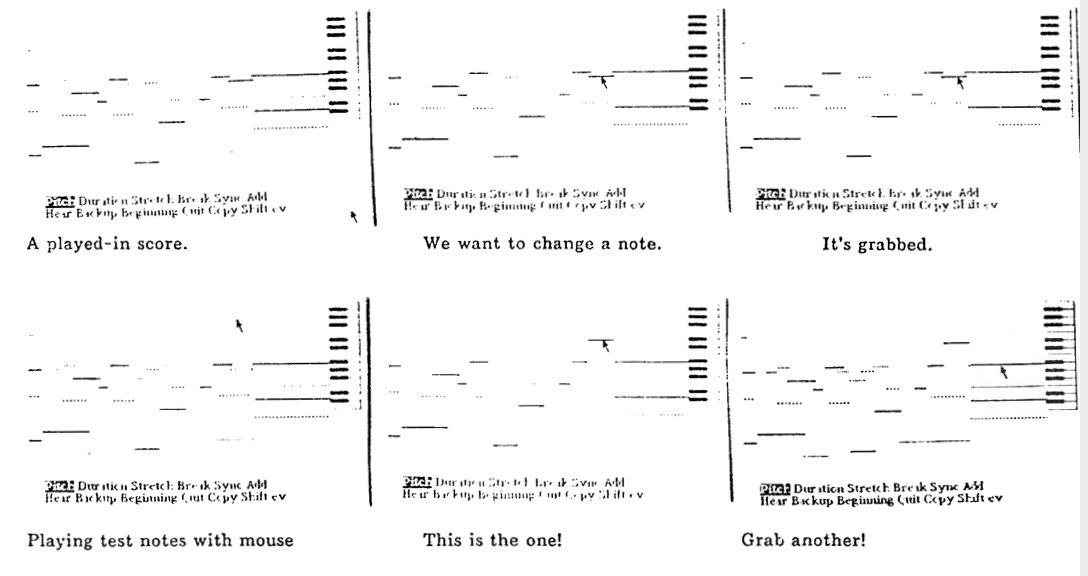 Pitch Duration Stretch Break Sync Add
Hear Backup Beginning Quit Copy Shift ev
Pitch Duration Stretch Break Sync Add
Hear Backup Beginning Quit Copy Shift ev
Pitch Duration Stretch Break Sync Add
Hear Backup Beginning Quit Copy Shift ev
A played-in score.
We want to change a note.
It's grabbed.
Pitch Duration Stretch Break Sync Add
Hear Backup Beginning Quit Copy Shift ev
Pitch Duration Stretch Break Sync Add
Hear Backup Beginning Quit Copy Shift ev
Pitch Duration Stretch Break Sync Add
Hear Backup Beginning Quit Copy Shift ev
Playing test notes with mouse
This is the one!
Grab another!